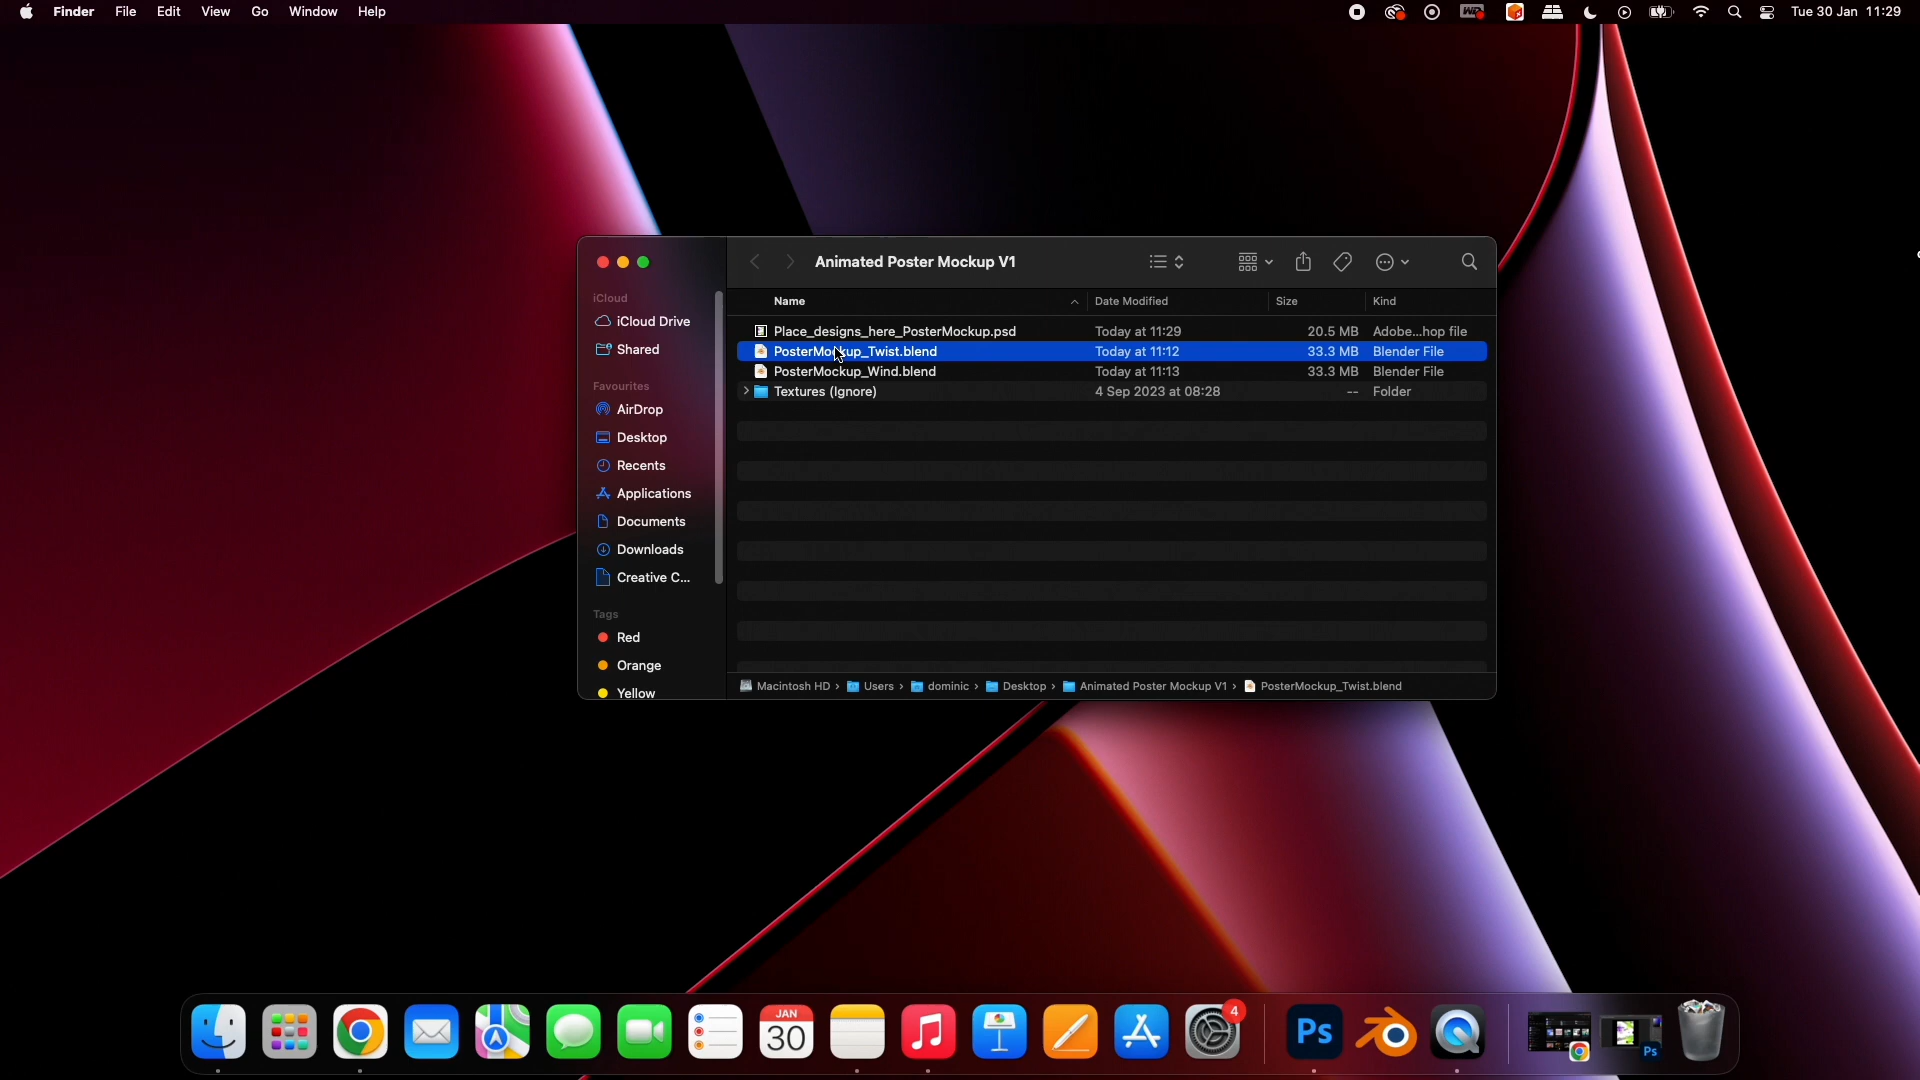 Finder File Edit View Go Window Help Tue 30 Jan 11:29
Animated Poster Mockup V1
iCloud
iCloud Drive
Shared
Favourites
AirDrop
Desktop
Recents
Applications
Documents
Downloads
Creative C...
Tags
Red
Orange
Yellow
Name Date Modified Size Kind
Place_designs_here_PosterMockup.psd Today at 11:29 20.5 MB Adobe...hop file
PosterMockup_Twist.blend Today at 11:12 33.3 MB Blender File
PosterMockup_Wind.blend Today at 11:13 33.3 MB Blender File
Textures (Ignore) 4 Sep 2023 at 08:28 -- Folder
Macintosh HD › Users › dominic › Desktop › Animated Poster Mockup V1 › PosterMockup_Twist.blend
JAN
30
4
Ps
Ps